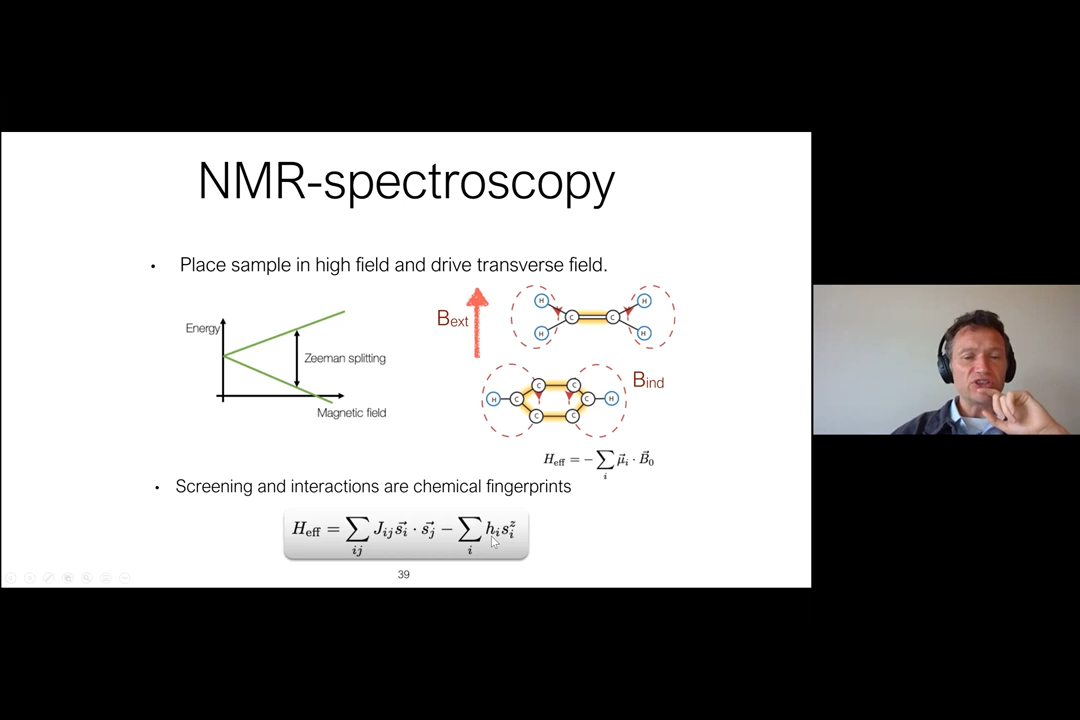 NMR-spectroscopy
• Place sample in high field and drive transverse field.
Energy
Zeeman splitting
Magnetic field
B_ext
H H C C H H
C C H C C H C C
B_ind
H_eff = −∑_i μ⃗_i · B⃗_0
• Screening and interactions are chemical fingerprints
H_eff = ∑_ij J_ij s⃗_i · s⃗_j − ∑_i h_i s_i^z
39